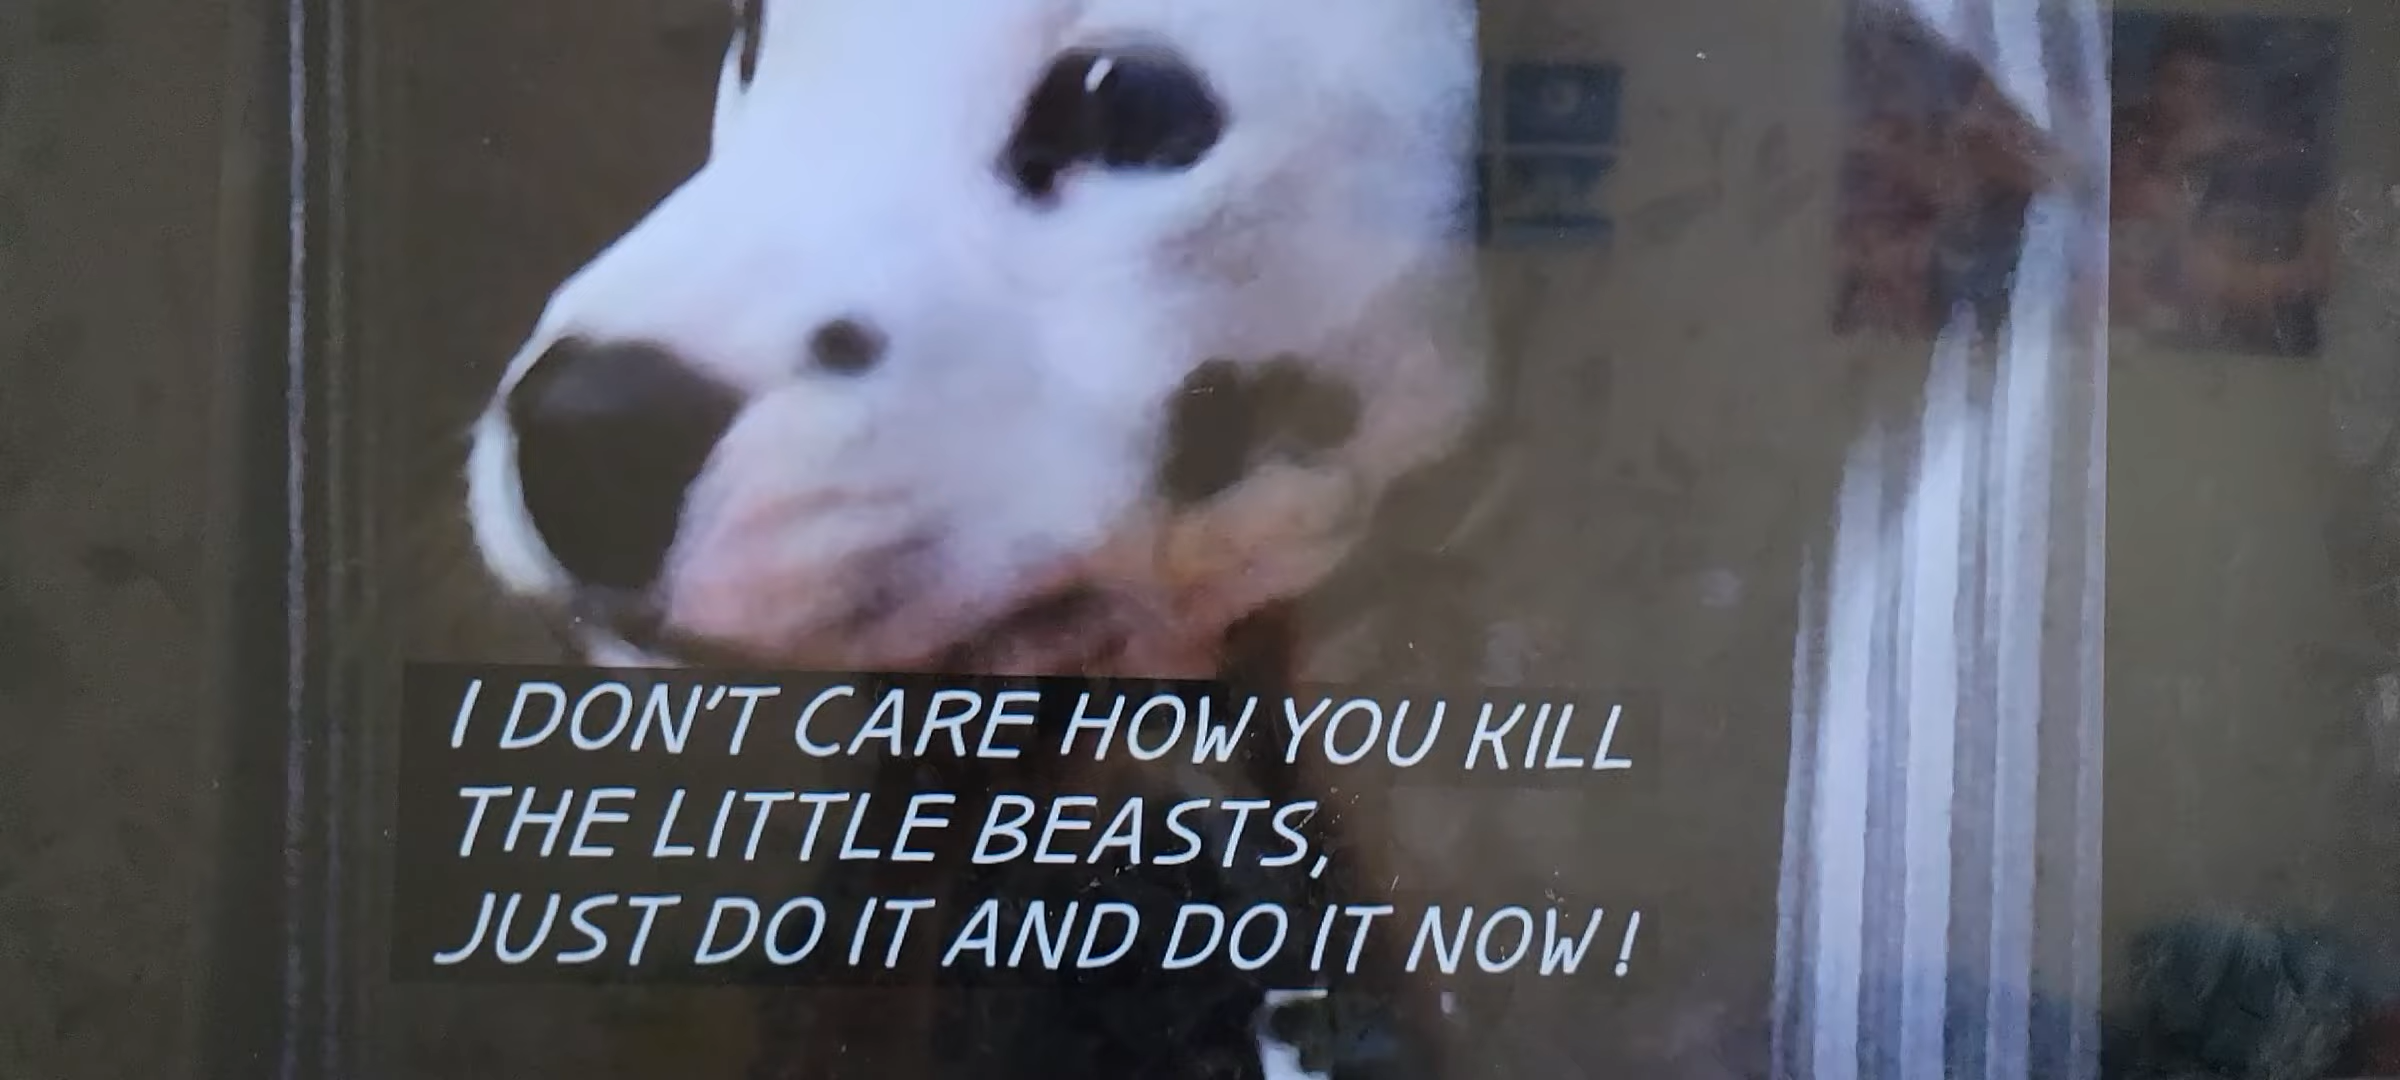 I DON'T CARE HOW YOU KILL
THE LITTLE BEASTS,
JUST DO IT AND DO IT NOW!